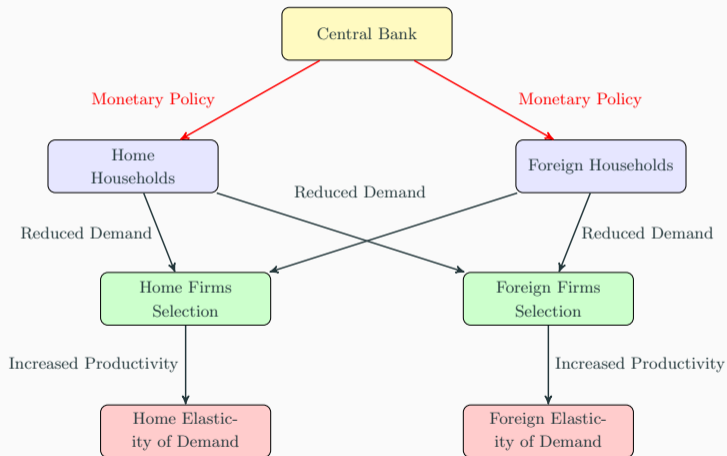 Central Bank
Monetary Policy
Monetary Policy
Home
Households
Foreign Households
Reduced Demand
Reduced Demand
Reduced Demand
Home Firms
Selection
Foreign Firms
Selection
Increased Productivity
Increased Productivity
Home Elastic-
ity of Demand
Foreign Elastic-
ity of Demand